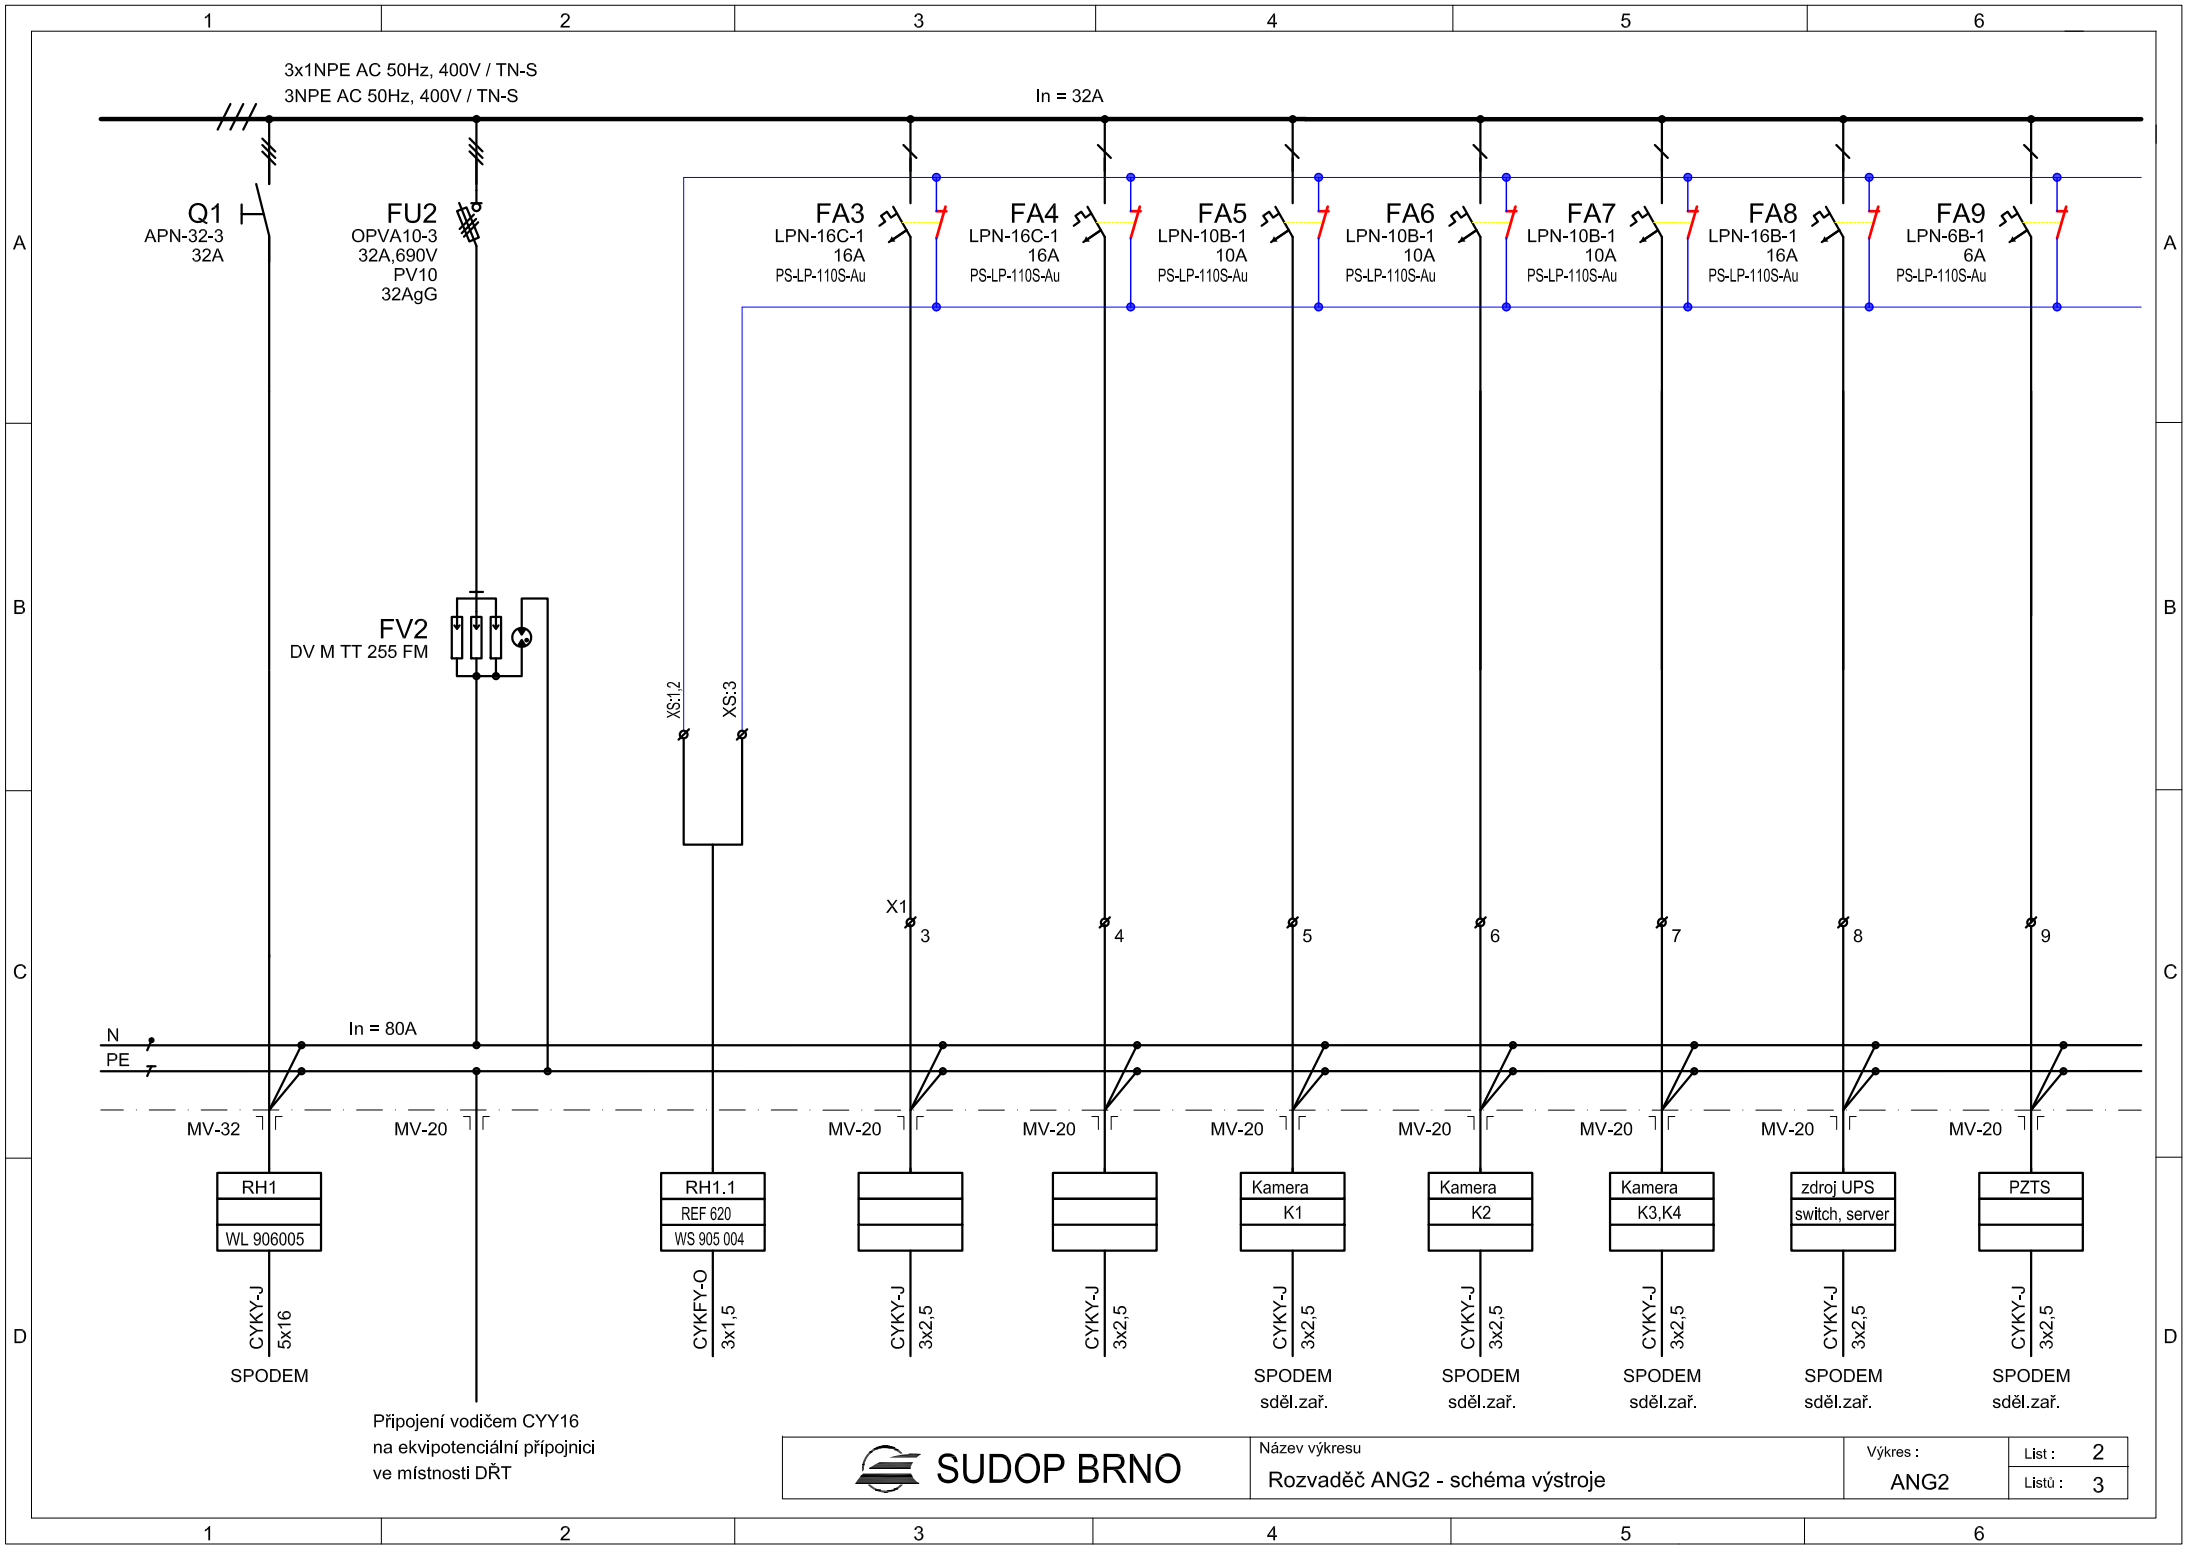 1 2 3 4 5 6
3x1NPE AC 50Hz, 400V / TN-S
3NPE AC 50Hz, 400V / TN-S
In = 32A
A
Q1
APN-32-3
32A
FU2
OPVA10-3
32A,690V
PV10
32AgG
FA3
LPN-16C-1
16A
PS-LP-110S-Au
FA4
LPN-16C-1
16A
PS-LP-110S-Au
FA5
LPN-10B-1
10A
PS-LP-110S-Au
FA6
LPN-10B-1
10A
PS-LP-110S-Au
FA7
LPN-10B-1
10A
PS-LP-110S-Au
FA8
LPN-16B-1
16A
PS-LP-110S-Au
FA9
LPN-6B-1
6A
PS-LP-110S-Au
A
B
FV2
DV M TT 255 FM
XS:1,2
XS:3
B
X1
3 4 5 6 7 8 9
C
C
In = 80A
N
PE
MV-32
MV-20
MV-20
MV-20
MV-20
MV-20
MV-20
MV-20
MV-20
RH1
WL 906005
RH1.1
REF 620
WS 905 004
Kamera
K1
Kamera
K2
Kamera
K3,K4
zdroj UPS
switch, server
PZTS
D
CYKY-J
5x16
SPODEM
CYKFY-O
3x1,5
CYKY-J
3x2,5
CYKY-J
3x2,5
CYKY-J
3x2,5
SPODEM
sděl.zař.
CYKY-J
3x2,5
SPODEM
sděl.zař.
CYKY-J
3x2,5
SPODEM
sděl.zař.
CYKY-J
3x2,5
SPODEM
sděl.zař.
CYKY-J
3x2,5
SPODEM
sděl.zař.
D
Připojení vodičem CYY16
na ekvipotenciální přípojnici
ve místnosti DŘT
SUDOP BRNO
Název výkresu
Rozvaděč ANG2 - schéma výstroje
Výkres :
ANG2
List : 2
Listů : 3
1 2 3 4 5 6